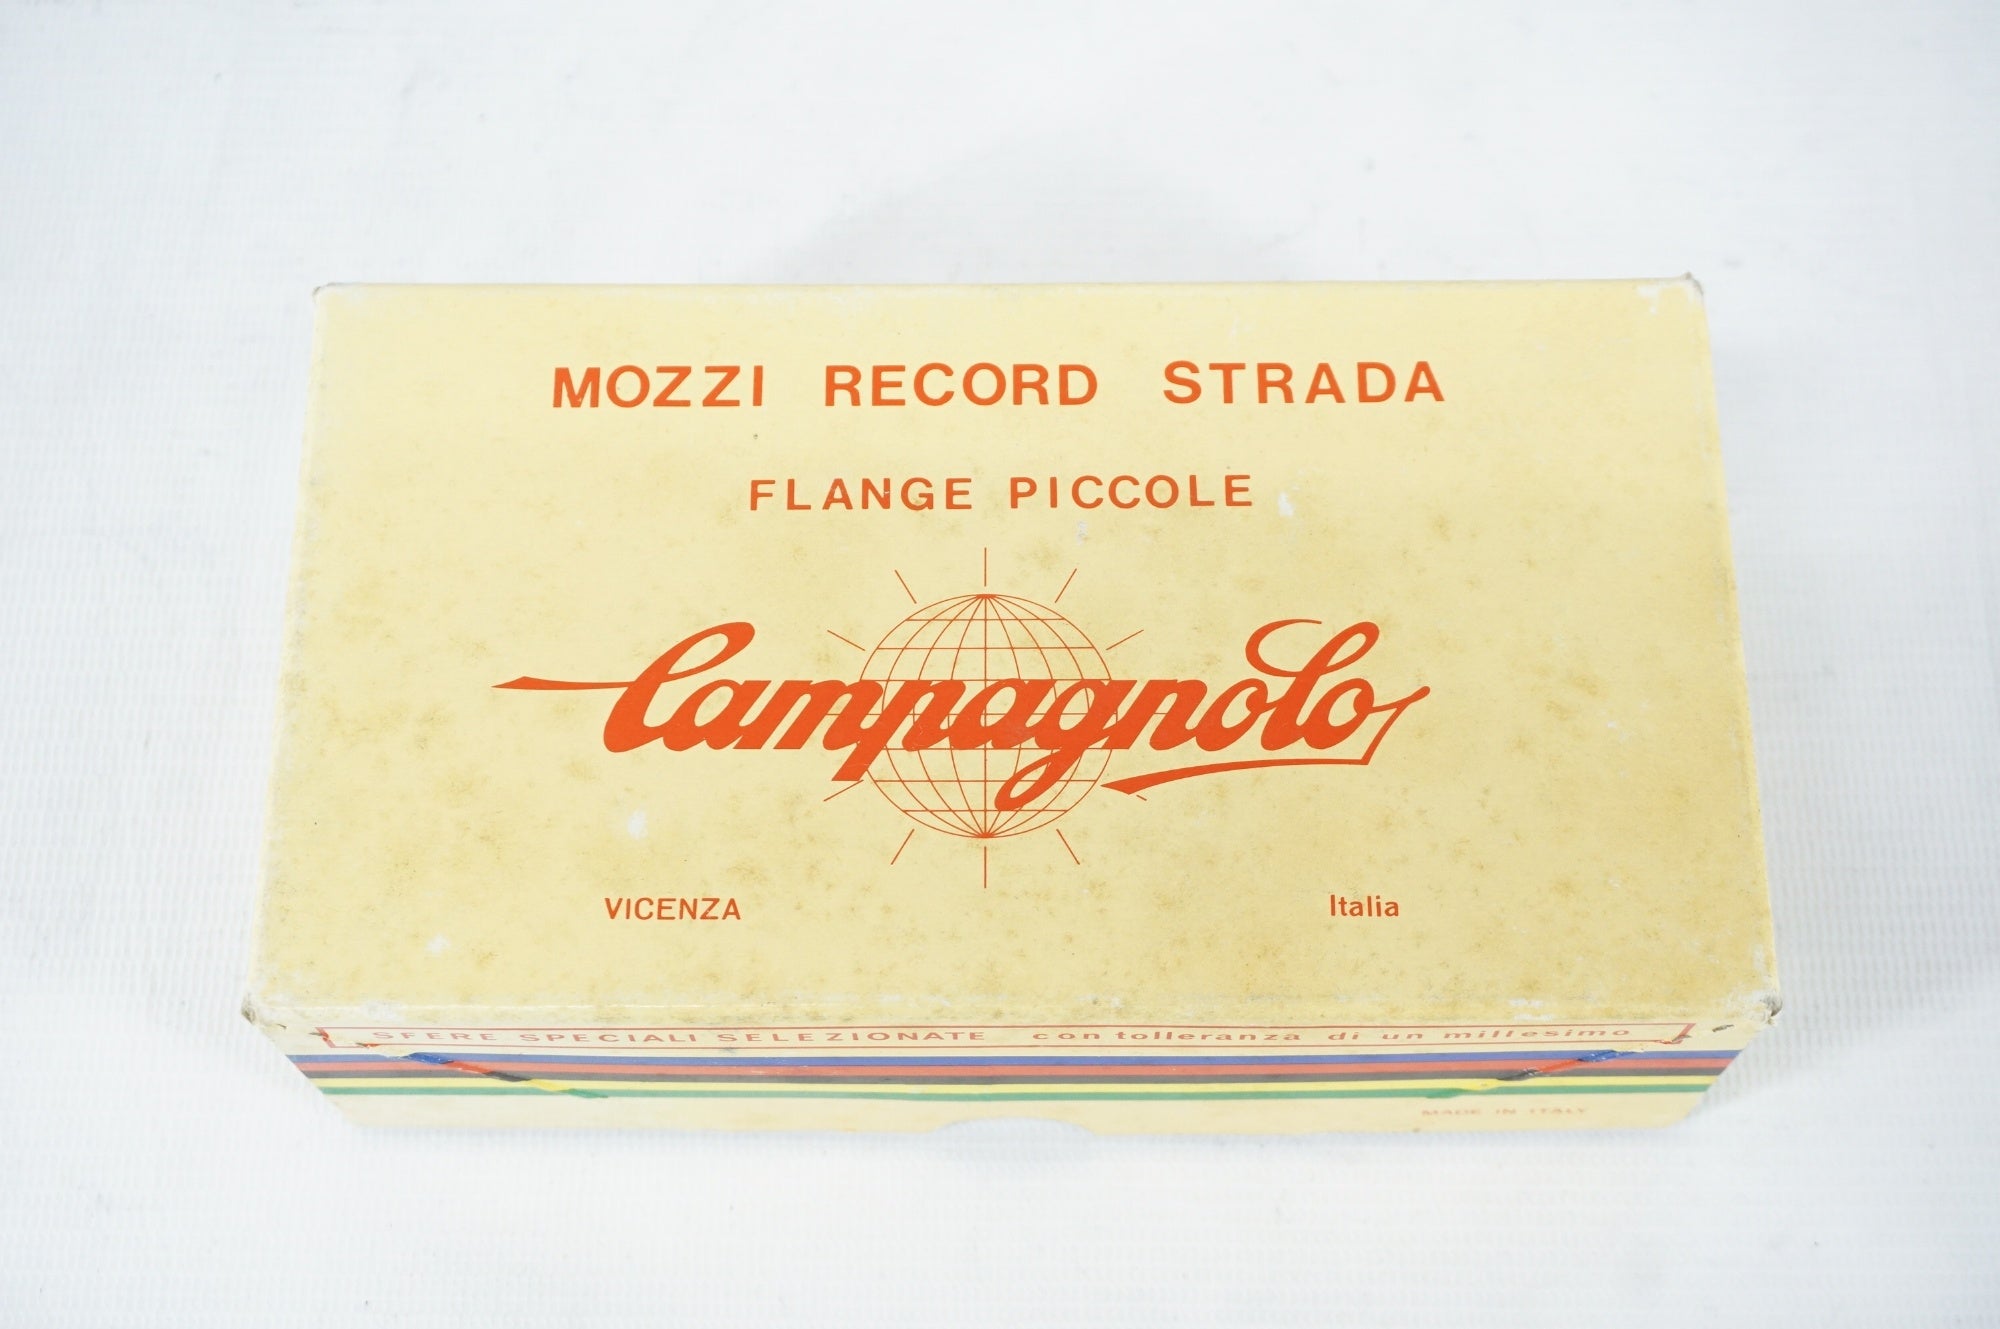 MOZZI RECORD STRADA
FLANGE PICCOLE
Campagnolo
VICENZA Italia
SFERE SPECIALI SELEZIONATE con tolleranza di un millesimo
MADE IN ITALY